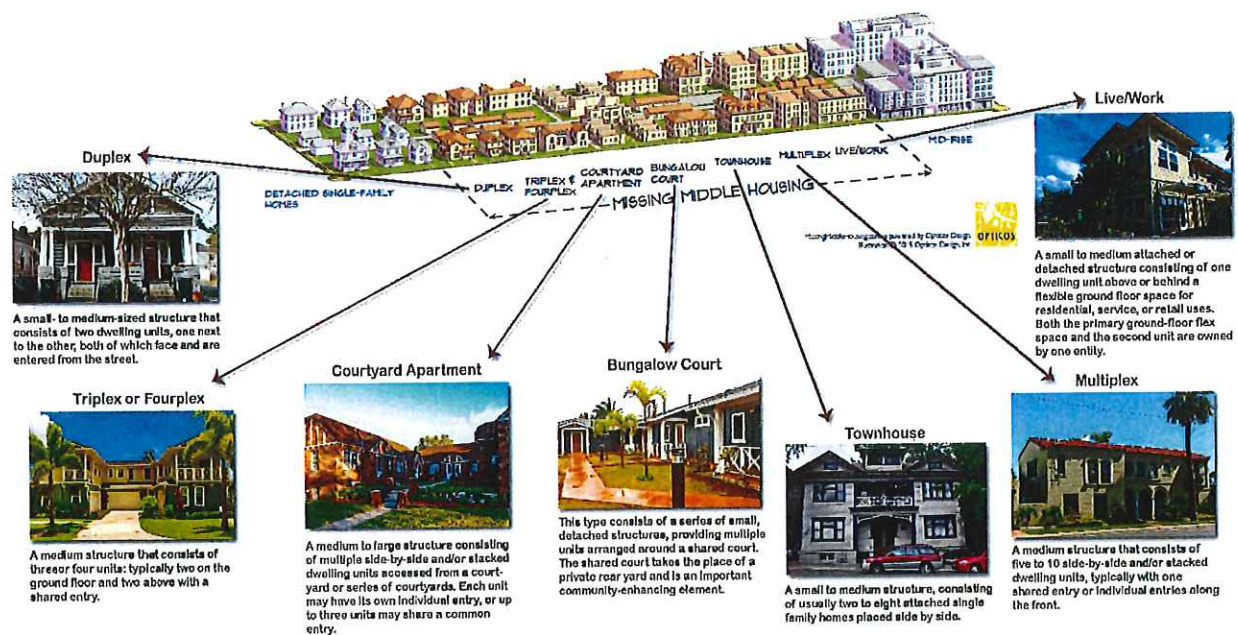 Live/Work
MID-RISE
LIVE/WORK
MULTIPLEX
TOWNHOUSE
BUNGALOW
COURT
COURTYARD
APARTMENT
TRIPLEX &
FOURPLEX
DUPLEX
DETACHED SINGLE-FAMILY
HOMES
MISSING MIDDLE HOUSING
OPTICOS
Duplex
A small- to medium-sized structure that
consists of two dwelling units, one next
to the other, both of which face and are
entered from the street.
A small to medium attached or
detached structure consisting of one
dwelling unit above or behind a
flexible ground floor space for
residential, service, or retail uses.
Both the primary ground-floor flex
space and the second unit are owned
by one entity.
Triplex or Fourplex
A medium structure that consists of
threeor four units: typically two on the
ground floor and two above with a
shared entry.
Courtyard Apartment
A medium to large structure consisting
of multiple side-by-side and/or stacked
dwelling units accessed from a court-
yard or series of courtyards. Each unit
may have its own individual entry, or up
to three units may share a common
entry.
Bungalow Court
This type consists of a series of small,
detached structures, providing multiple
units arranged around a shared court.
The shared court takes the place of a
private rear yard and is an important
community-enhancing element.
Townhouse
A small to medium structure, consisting
of usually two to eight attached single
family homes placed side by side.
Multiplex
A medium structure that consists of
five to 10 side-by-side and/or stacked
dwelling units, typically with one
shared entry or individual entries along
the front.